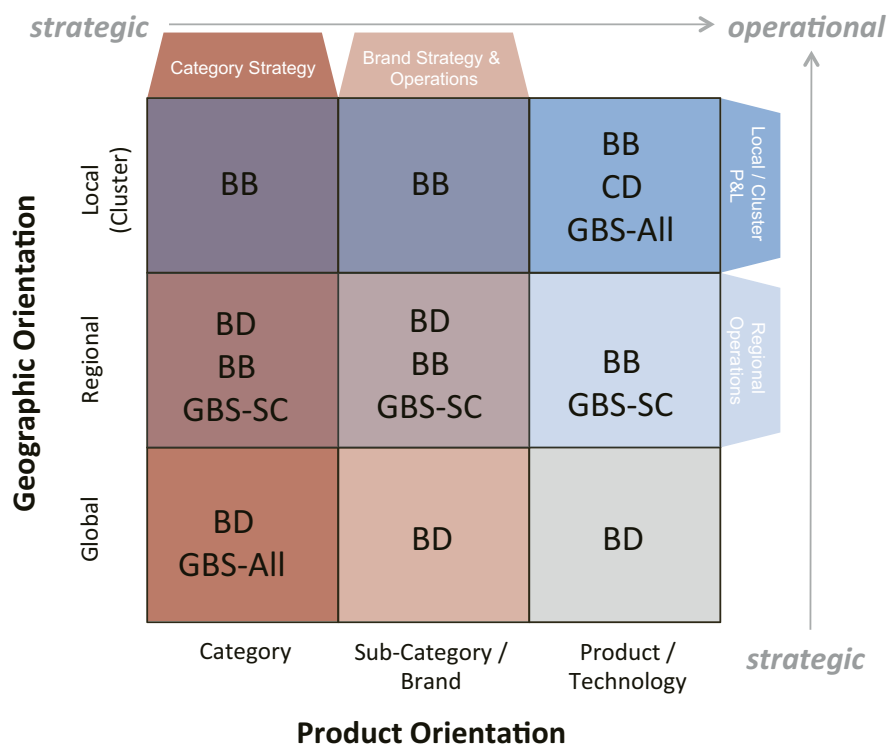 strategic
operational
Category Strategy
Brand Strategy &
Operations
Geographic Orientation
Local
(Cluster)
BB
BB
BB
CD
GBS-All
Local / Cluster
P&L
Regional
BD
BB
GBS-SC
BD
BB
GBS-SC
BB
GBS-SC
Regional
Operations
Global
BD
GBS-All
BD
BD
strategic
Category
Sub-Category /
Brand
Product /
Technology
Product Orientation